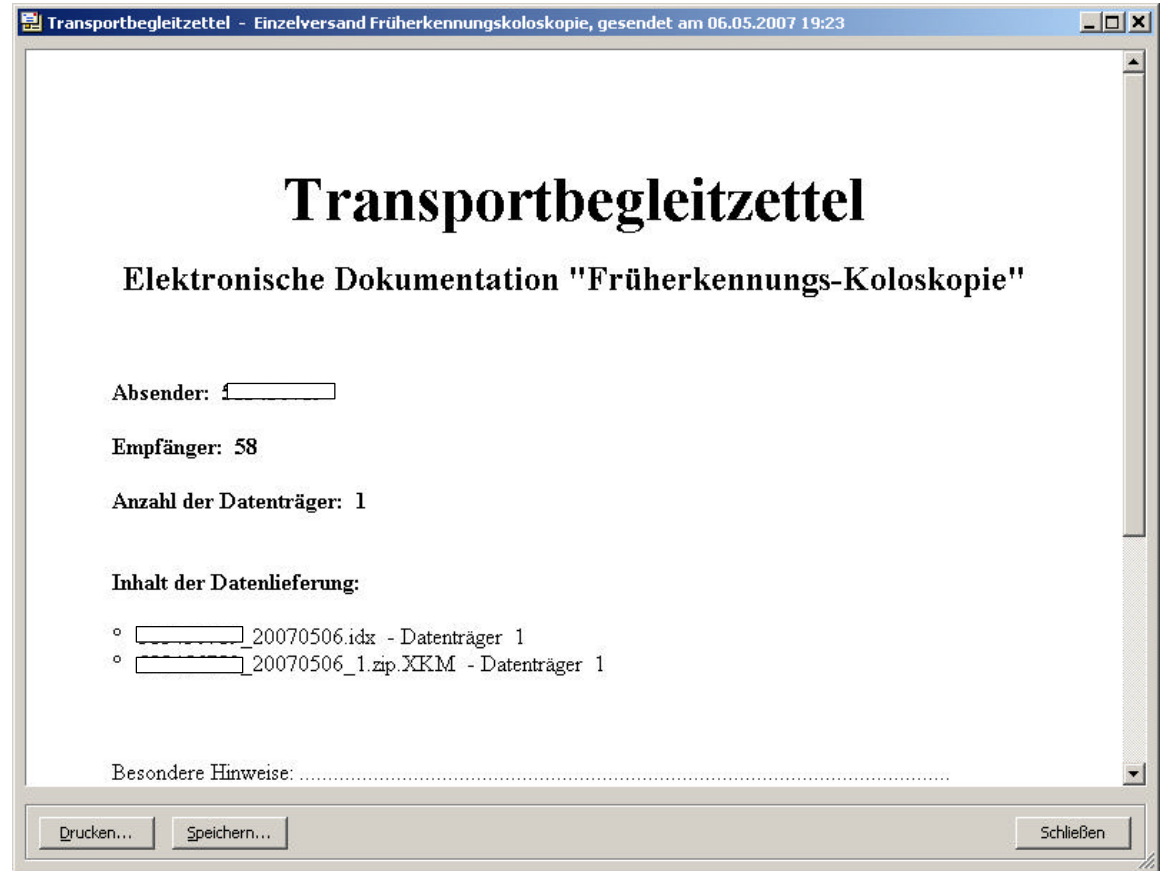 Transportbegleitzettel - Einzelversand Früherkennungskoloskopie, gesendet am 06.05.2007 19:23
Transportbegleitzettel
Elektronische Dokumentation "Früherkennungs-Koloskopie"
Absender:
Empfänger: 58
Anzahl der Datenträger: 1
Inhalt der Datenlieferung:
° _20070506.idx - Datenträger 1
° _20070506_1.zip.XKM - Datenträger 1
Besondere Hinweise: ................................................................................................
Drucken... Speichern... Schließen